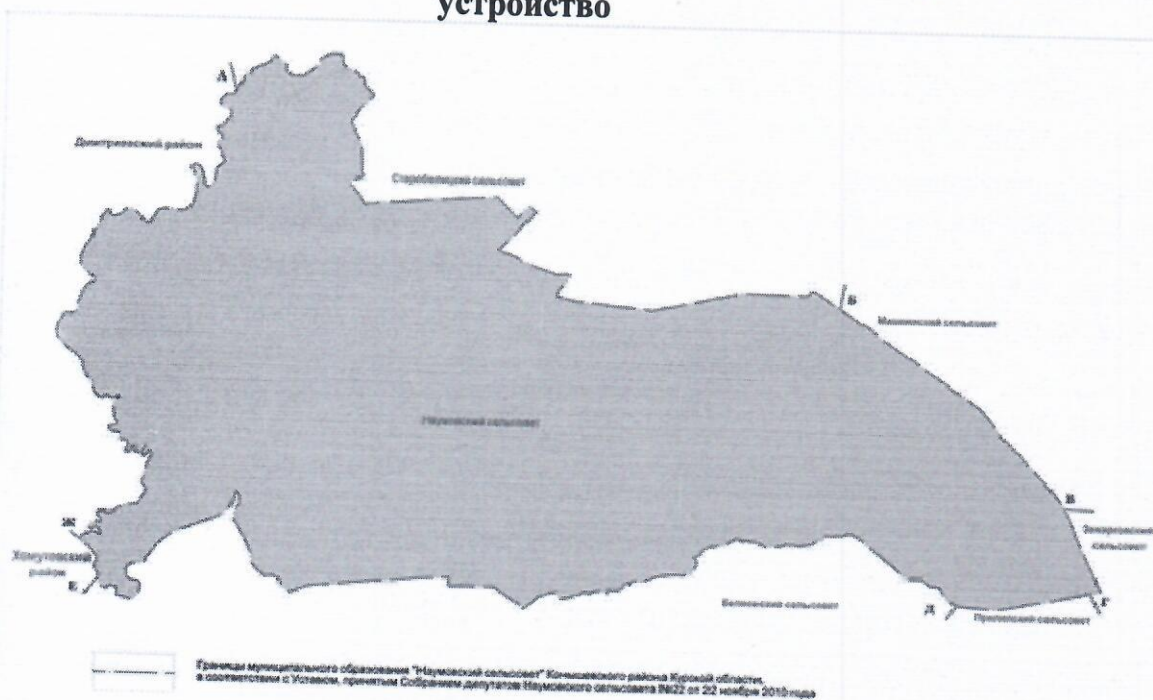 устройство
А
Дмитриевский район
Старобелицкий сельсовет
Б
Машкинский сельсовет
Наумовский сельсовет
В
Захарковский
сельсовет
Ж
Хомутовский
район
Е
Беляевский сельсовет
Д
Прилепский сельсовет
Г
Границы муниципального образования "Наумовский сельсовет" Конышевского района Курской области,
в соответствии с Уставом, принятым Собранием депутатов Наумовского сельсовета №22 от 22 ноября 2010 года